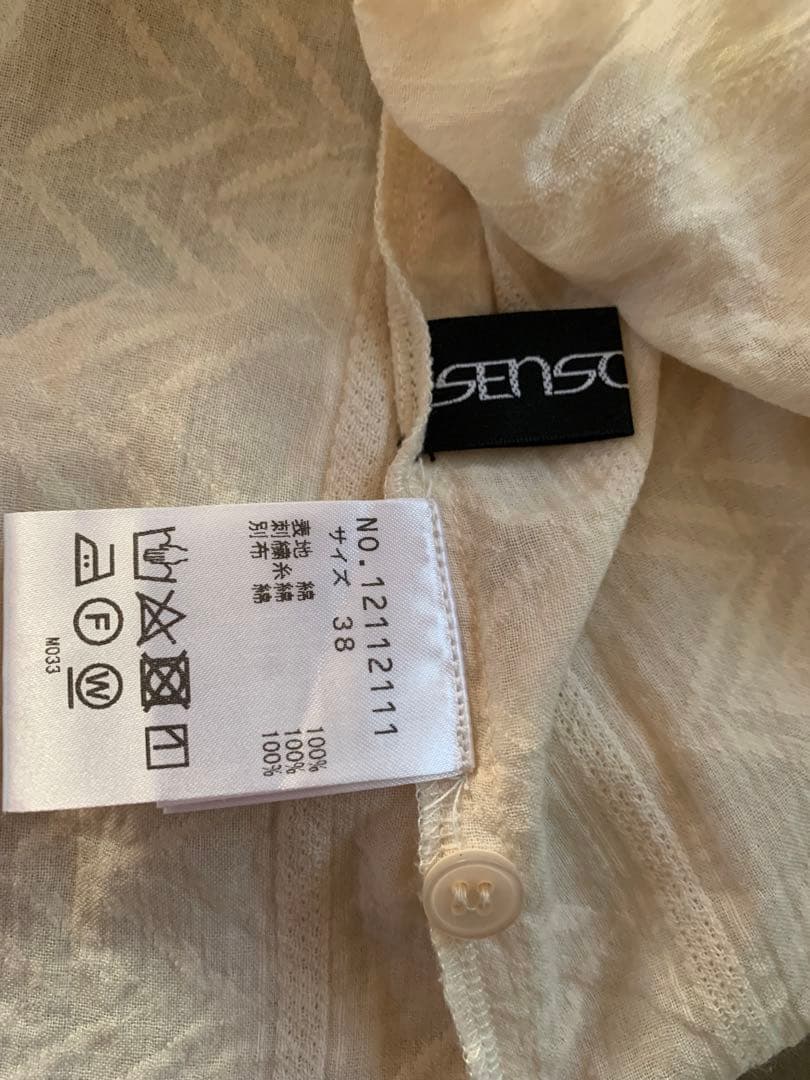 SENSO
NO.12112111
サイズ 38
表地 綿 100%
刺繍糸 綿 100%
別布 綿 100%
F
W
M033